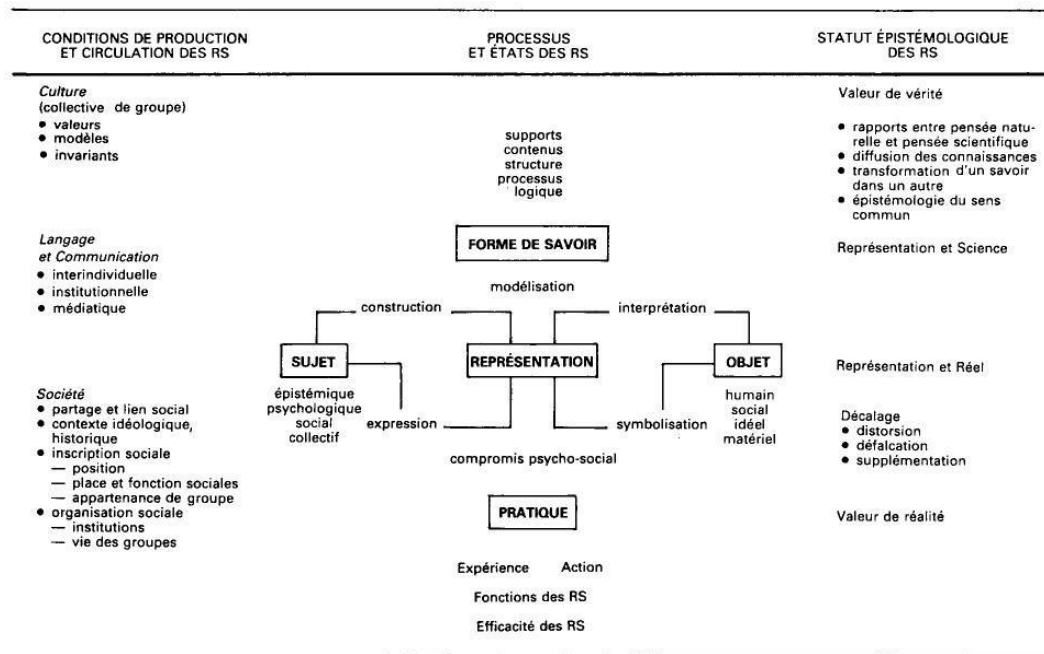 CONDITIONS DE PRODUCTION
ET CIRCULATION DES RS
PROCESSUS
ET ÉTATS DES RS
STATUT ÉPISTÉMOLOGIQUE
DES RS
Culture
(collective de groupe)
• valeurs
• modèles
• invariants
Langage
et Communication
• interindividuelle
• institutionnelle
• médiatique
Société
• partage et lien social
• contexte idéologique,
historique
• inscription sociale
— position
— place et fonction sociales
— appartenance de groupe
• organisation sociale
— institutions
— vie des groupes
supports
contenus
structure
processus
logique
FORME DE SAVOIR
modélisation
construction
interprétation
SUJET
REPRÉSENTATION
OBJET
épistémique
psychologique
social
collectif
expression
symbolisation
humain
social
idéel
matériel
compromis psycho-social
PRATIQUE
Expérience Action
Fonctions des RS
Efficacité des RS
Valeur de vérité
• rapports entre pensée natu-
relle et pensée scientifique
• diffusion des connaissances
• transformation d'un savoir
dans un autre
• épistémologie du sens
commun
Représentation et Science
Représentation et Réel
Décalage
• distorsion
• défalcation
• supplémentation
Valeur de réalité